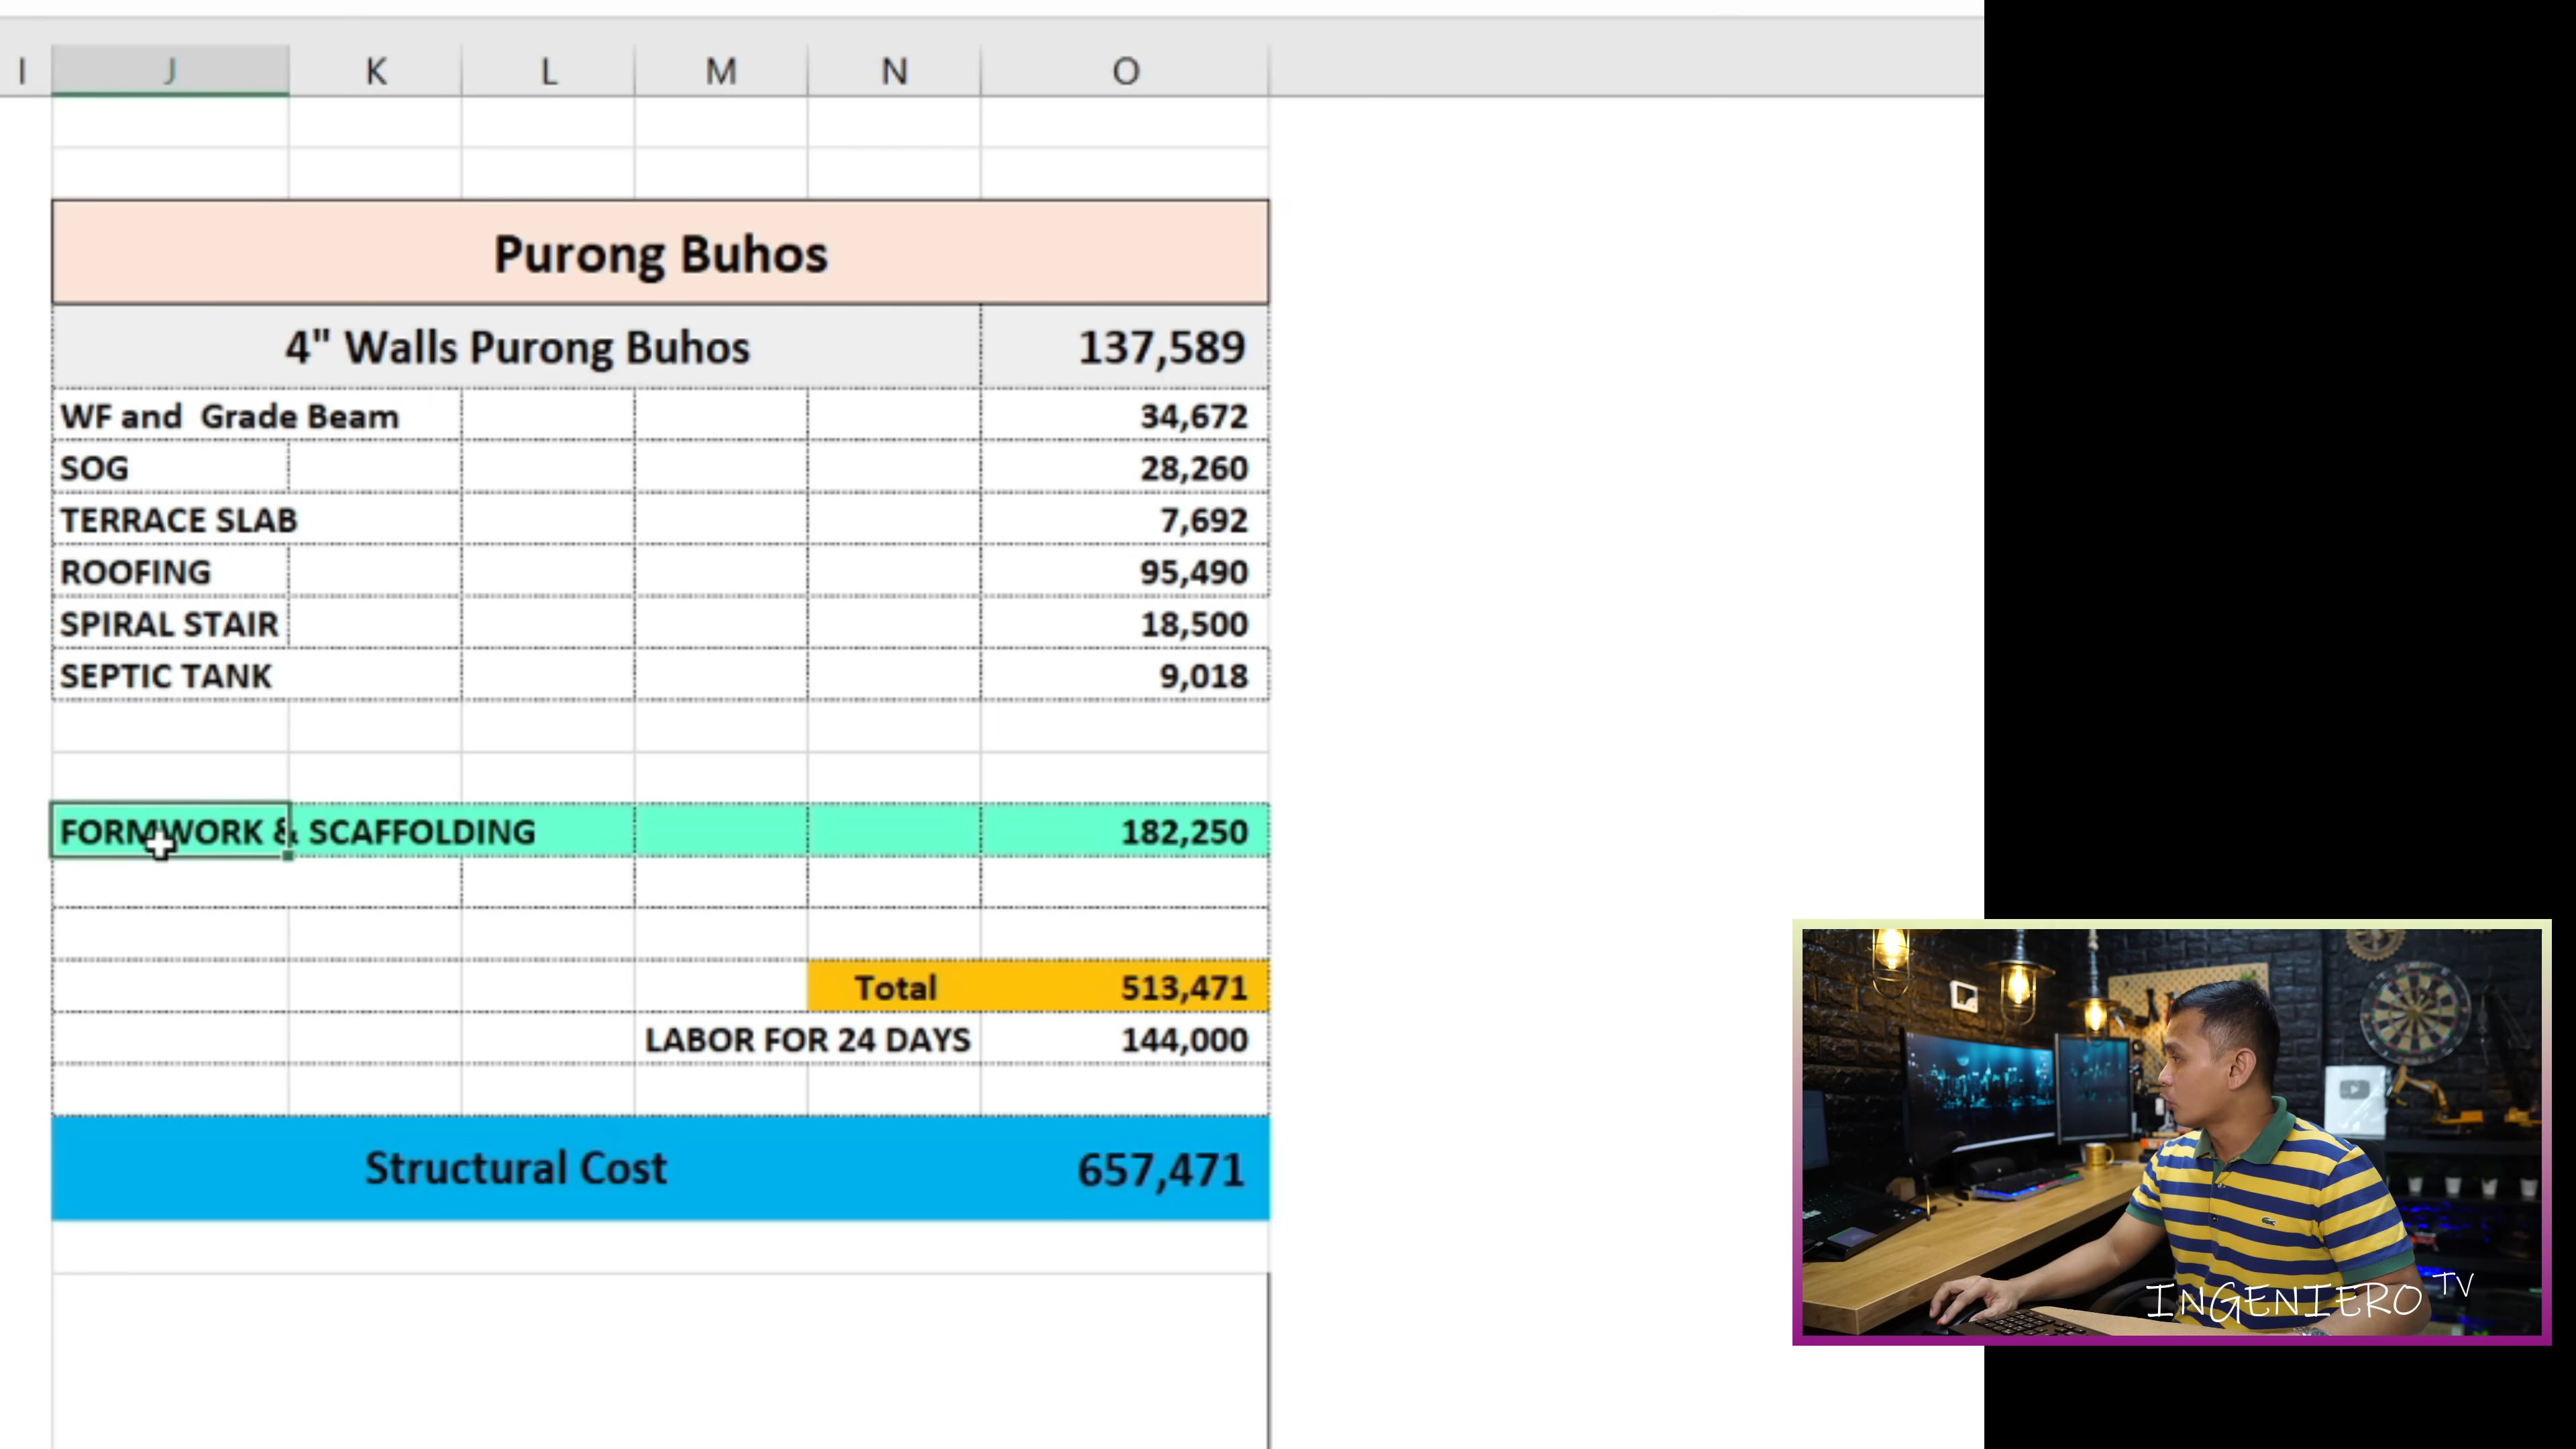 I J K L M N O
Purong Buhos
4" Walls Purong Buhos 137,589
WF and Grade Beam 34,672
SOG 28,260
TERRACE SLAB 7,692
ROOFING 95,490
SPIRAL STAIR 18,500
SEPTIC TANK 9,018
FORMWORK & SCAFFOLDING 182,250
Total 513,471
LABOR FOR 24 DAYS 144,000
Structural Cost 657,471
INGENIERO TV